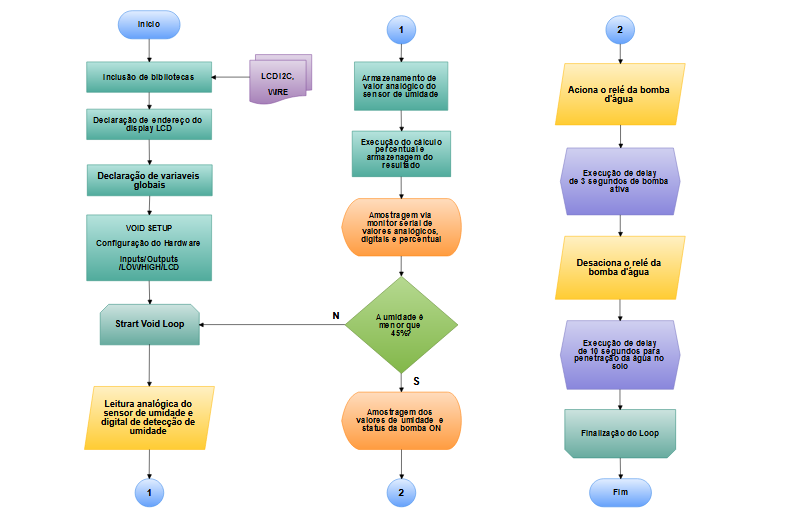 Início
Inclusão de bibliotecas
LCD I2C,
WIRE
Declaração de endereço do
display LCD
Declaração de variaveis
globais
VOID SETUP
Configuração do Hardware
Inputs/Outputs
/LOW/HIGH/LCD
Strart Void Loop
Leitura analógica do
sensor de umidade e
digital de detecção de
umidade
1
1
Armazenamento de
valor analógico do
sensor de umidade
Execução do cálculo
percentual e
armazenagem do
resultado
Amostragem via
monitor serial de
valores analógicos,
digitais e percentual
A umidade é
menor que
45%?
N
S
Amostragem dos
valores de umidade e
status da bomba ON
2
2
Aciona o relé da bomba
d'água
Execução de delay
de 3 segundos de bomba
ativa
Desaciona o relé da
bomba d'água
Execução de delay
de 10 segundos para
penetração da água no
solo
Finalização do Loop
Fim